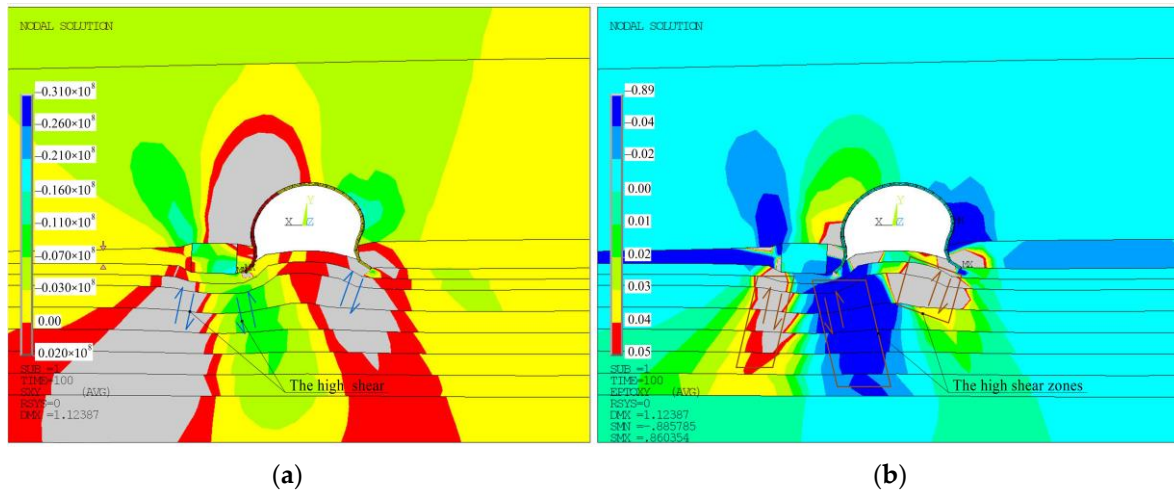 NODAL SOLUTION
−0.310×10⁸
−0.260×10⁸
−0.210×10⁸
−0.160×10⁸
−0.110×10⁸
−0.070×10⁸
−0.030×10⁸
0.00
0.020×10⁸
SUB =1
TIME=100
SXY (AVG)
RSYS=0
DMX =1.12387
Y
X Z
The high shear
(a)
NODAL SOLUTION
−0.89
−0.04
−0.02
0.00
0.01
0.02
0.03
0.04
0.05
SUB =1
TIME=100
EPTOXY (AVG)
RSYS=0
DMX =1.12387
SMN =-.885785
SMX =.860354
Y
X Z
MX
The high shear zones
(b)